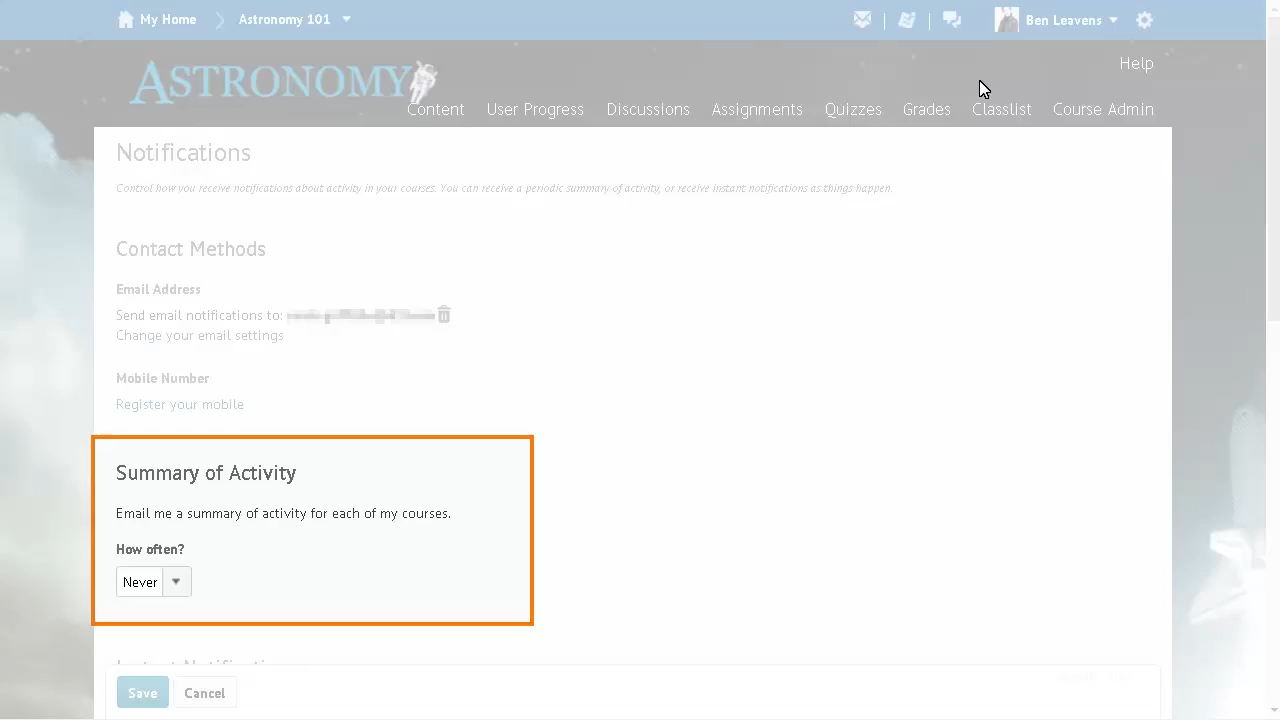 My Home
Astronomy 101
Ben Leavens
ASTRONOMY
Help
Content User Progress Discussions Assignments Quizzes Grades Classlist Course Admin
Notifications
Control how you receive notifications about activity in your courses. You can receive a periodic summary of activity, or receive instant notifications as things happen.
Contact Methods
Email Address
Send email notifications to:
Change your email settings
Mobile Number
Register your mobile
Summary of Activity
Email me a summary of activity for each of my courses.
How often?
Never
Save Cancel